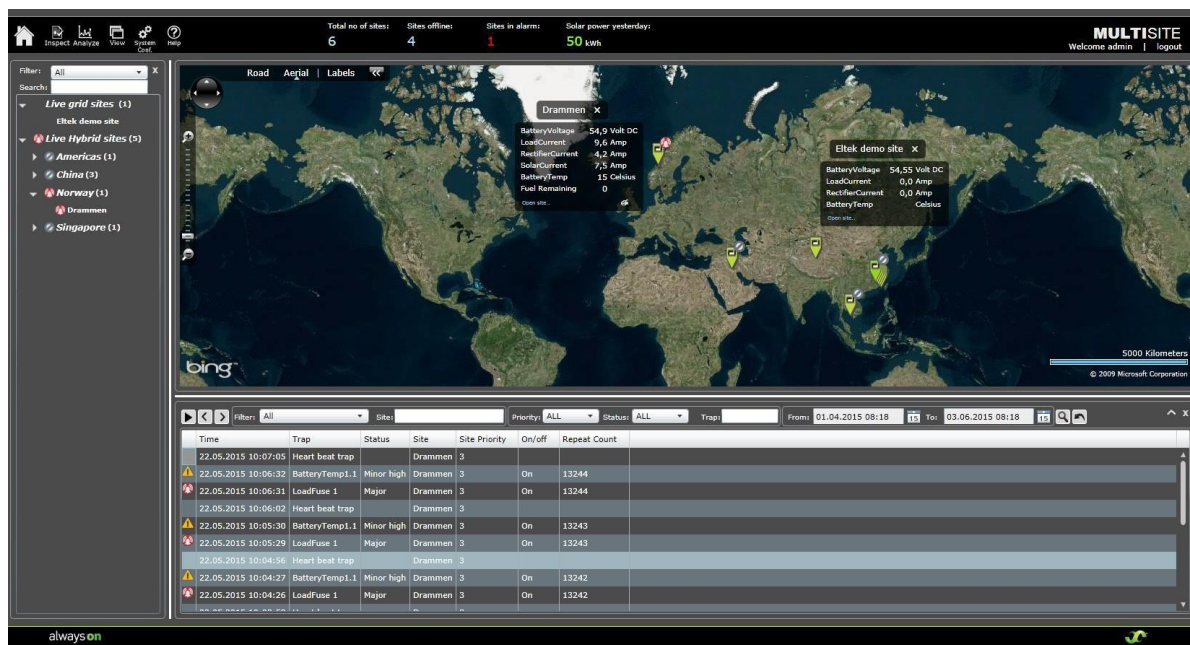 Total no of sites: Sites offline: Sites in alarm: Solar power yesterday:
6 4 1 50 kWh
MULTISITE
Welcome admin | logout
Inspect Analyze View System Conf. Help
Filter: All X
Search:
Live grid sites (1)
Eltek demo site
Live Hybrid sites (5)
Americas (1)
China (3)
Norway (1)
Drammen
Singapore (1)
Road Aerial | Labels
Drammen X
BatteryVoltage 54,9 Volt DC
LoadCurrent 9,6 Amp
RectifierCurrent 4,2 Amp
SolarCurrent 7,5 Amp
BatteryTemp 15 Celsius
Fuel Remaining 0
Open site...
Eltek demo site X
BatteryVoltage 54,55 Volt DC
LoadCurrent 0,0 Amp
RectifierCurrent 0,0 Amp
BatteryTemp Celsius
Open site...
bing
5000 Kilometers
© 2009 Microsoft Corporation
Filter: All Site: Priority: ALL Status: ALL Trap: From: 01.04.2015 08:18 15 To: 03.06.2015 08:18 15 X
Time Trap Status Site Site Priority On/off Repeat Count
22.05.2015 10:07:05 Heart beat trap Drammen 3
22.05.2015 10:06:32 BatteryTemp1.1 Minor high Drammen 3 On 13244
22.05.2015 10:06:31 LoadFuse 1 Major Drammen 3 On 13244
22.05.2015 10:06:02 Heart beat trap Drammen 3
22.05.2015 10:05:30 BatteryTemp1.1 Minor high Drammen 3 On 13243
22.05.2015 10:05:29 LoadFuse 1 Major Drammen 3 On 13243
22.05.2015 10:04:56 Heart beat trap Drammen 3
22.05.2015 10:04:27 BatteryTemp1.1 Minor high Drammen 3 On 13242
22.05.2015 10:04:26 LoadFuse 1 Major Drammen 3 On 13242
always on